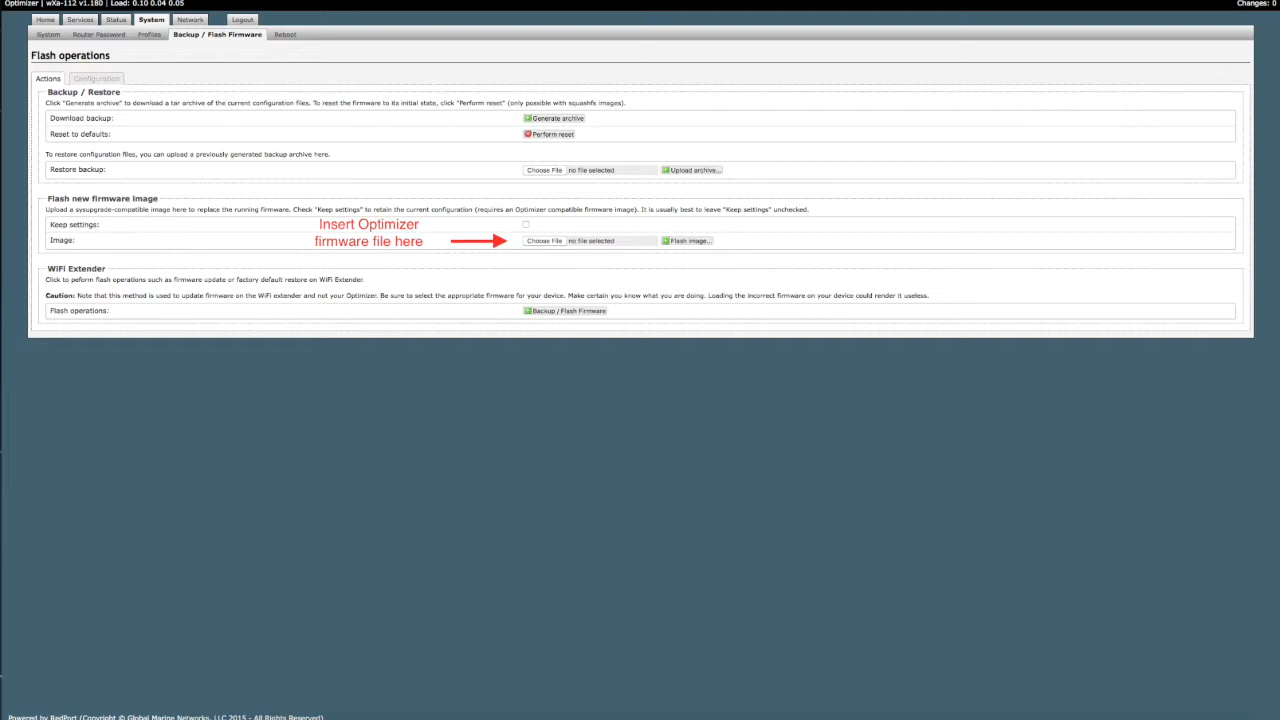 Optimizer | wXa-112 v1.180 | Load: 0.10 0.04 0.05
Changes: 0
Home Services Status System Network Logout
System Router Password Profiles Backup / Flash Firmware Reboot
Flash operations
Actions Configuration
Backup / Restore
Click "Generate archive" to download a tar archive of the current configuration files. To reset the firmware to its initial state, click "Perform reset" (only possible with squashfs images).
Download backup: Generate archive
Reset to defaults: Perform reset
To restore configuration files, you can upload a previously generated backup archive here.
Restore backup: Choose File no file selected Upload archive...
Flash new firmware image
Upload a sysupgrade-compatible image here to replace the running firmware. Check "Keep settings" to retain the current configuration (requires an Optimizer compatible firmware image). It is usually best to leave "Keep settings" unchecked.
Keep settings:
Insert Optimizer
firmware file here
Image: Choose File no file selected Flash image...
WiFi Extender
Click to peform flash operations such as firmware update or factory default restore on WiFi Extender.
Caution: Note that this method is used to update firmware on the WiFi extender and not your Optimizer. Be sure to select the appropriate firmware for your device. Make certain you know what you are doing. Loading the incorrect firmware on your device could render it useless.
Flash operations: Backup / Flash Firmware
Powered by RedPort (Copyright © Global Marine Networks, LLC 2015 - All Rights Reserved)